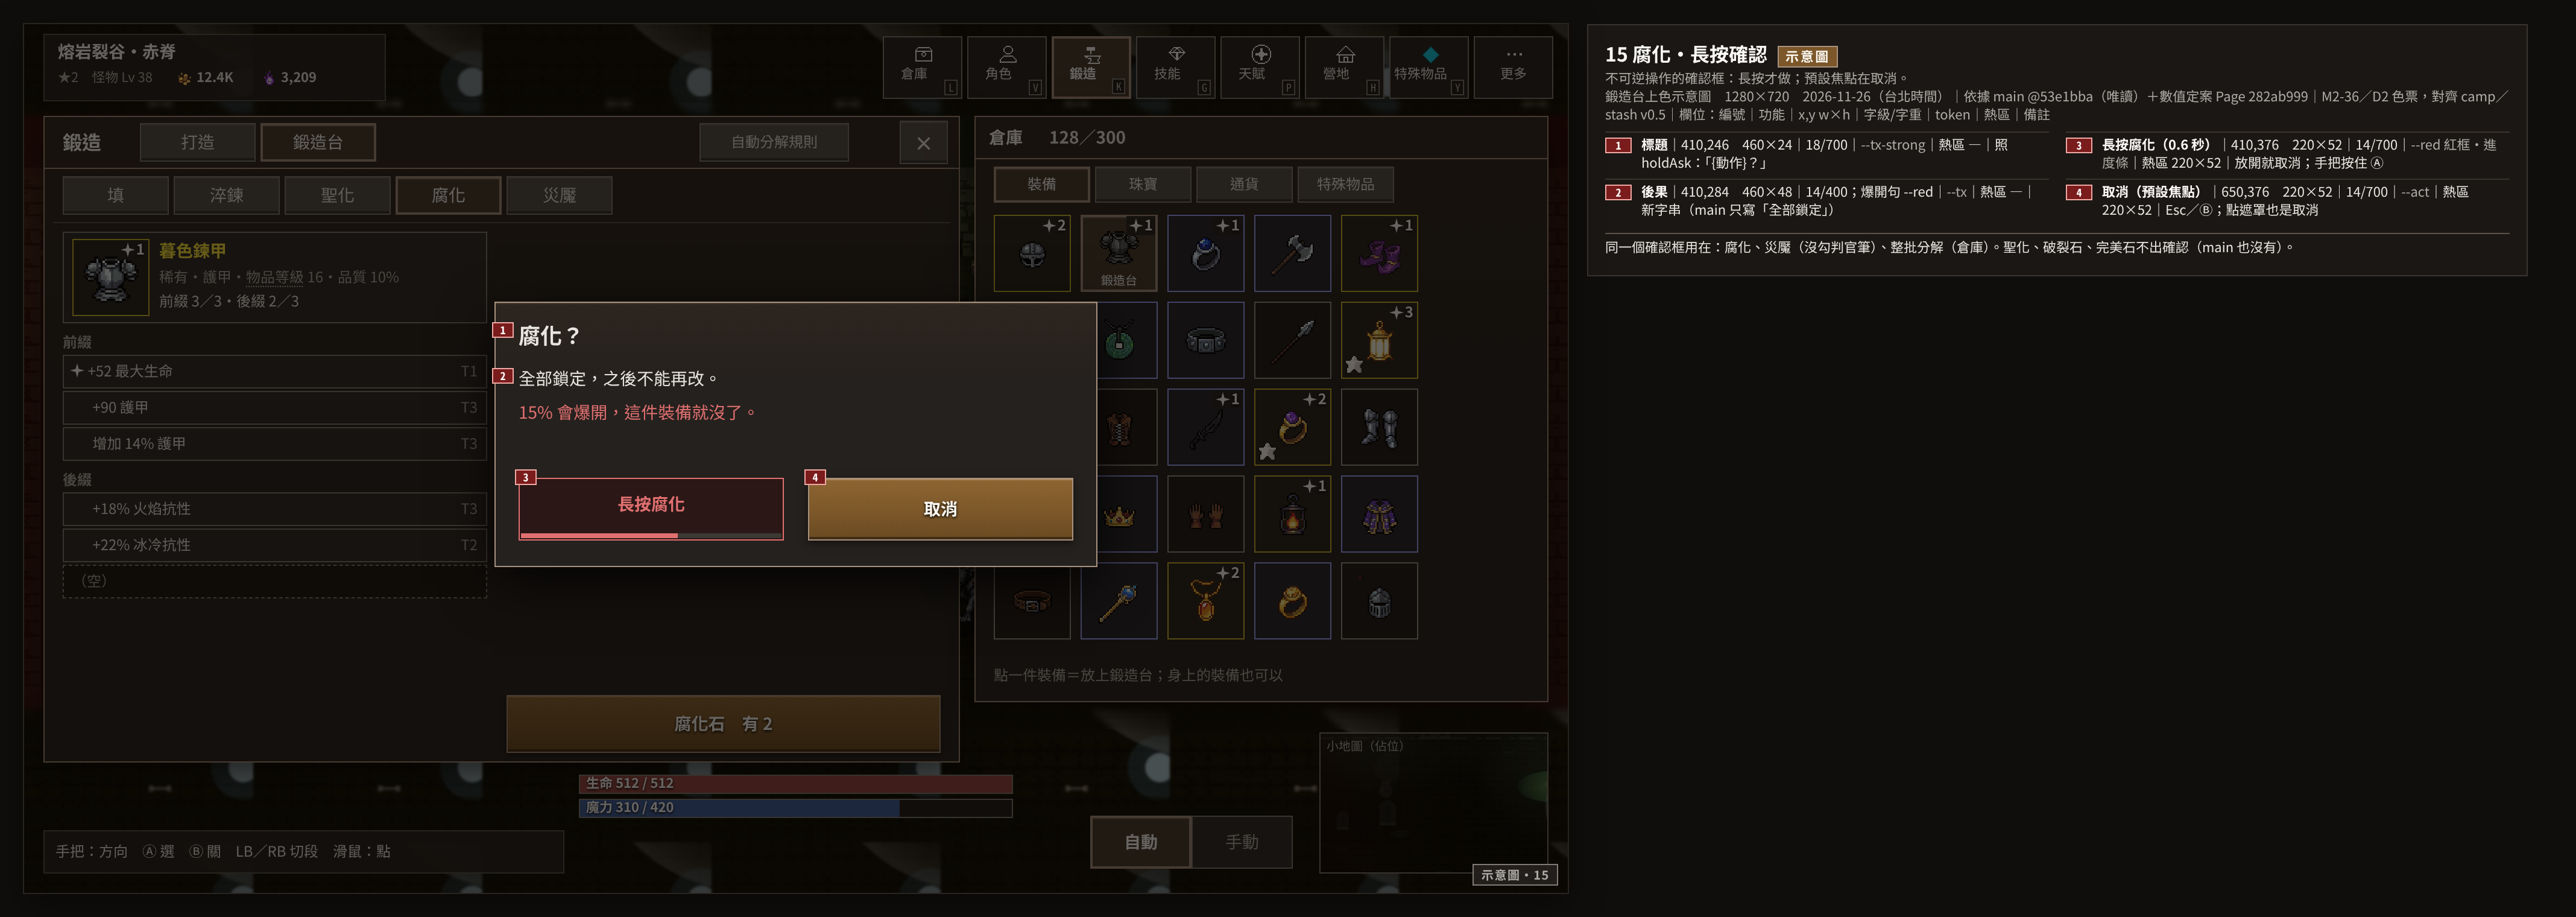 熔岩裂谷・赤脊
★2 怪物 Lv 38 12.4K 3,209
倉庫 L
角色 V
鍛造 K
技能 G
天賦 P
營地 H
特殊物品 Y
更多
鍛造 打造 鍛造台 自動分解規則 ×
填 淬鍊 聖化 腐化 災魘
+1 暮色鍊甲
稀有・護甲・物品等級 16・品質 10%
前綴 3／3・後綴 2／3
前綴
+52 最大生命 T1
+90 護甲 T3
增加 14% 護甲 T3
後綴
+18% 火焰抗性 T3
+22% 冰冷抗性 T2
（空）
腐化石 有 2
1 腐化？
2 全部鎖定，之後不能再改。
15% 會爆開，這件裝備就沒了。
3 長按腐化
4 取消
倉庫 128／300
裝備 珠寶 通貨 特殊物品
+2 +1 +1 +1
鍛造台
+3
+1 +2
+1
+2
點一件裝備＝放上鍛造台；身上的裝備也可以
生命 512 / 512
魔力 310 / 420
手把：方向 Ⓐ 選 Ⓑ 關 LB／RB 切段 滑鼠：點
自動 手動
小地圖（佔位）
示意圖・15
15 腐化・長按確認 示意圖
不可逆操作的確認框：長按才做；預設焦點在取消。
鍛造台上色示意圖 1280×720 2026-11-26（台北時間）｜依據 main @53e1bba（唯讀）＋數值定案 Page 282ab999｜M2-36／D2 色票，對齊 camp／
stash v0.5｜欄位：編號｜功能｜x,y w×h｜字級/字重｜token｜熱區｜備註
1 標題｜410,246 460×24｜18/700｜--tx-strong｜熱區 —｜照
holdAsk：「{動作}？」
2 後果｜410,284 460×48｜14/400；爆開句 --red｜--tx｜熱區 —｜
新字串（main 只寫「全部鎖定」）
3 長按腐化（0.6 秒）｜410,376 220×52｜14/700｜--red 紅框・進
度條｜熱區 220×52｜放開就取消；手把按住 Ⓐ
4 取消（預設焦點）｜650,376 220×52｜14/700｜--act｜熱區
220×52｜Esc／Ⓑ；點遮罩也是取消
同一個確認框用在：腐化、災魘（沒勾判官筆）、整批分解（倉庫）。聖化、破裂石、完美石不出確認（main 也沒有）。